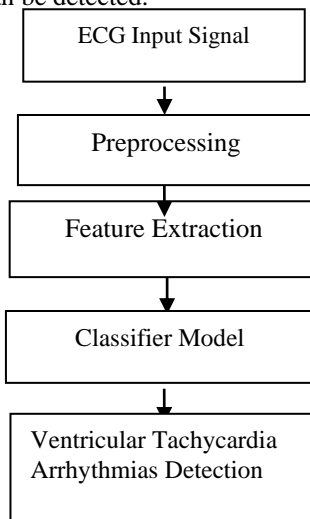 be detected.
ECG Input Signal
Preprocessing
Feature Extraction
Classifier Model
Ventricular Tachycardia
Arrhythmias Detection